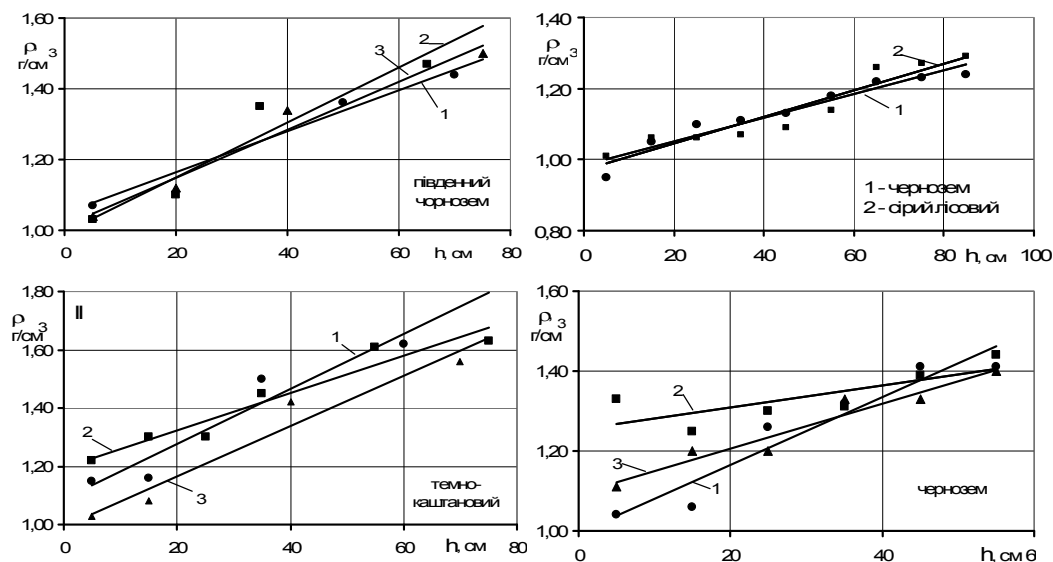 1,60
ρ
г/см³
1,40
1,20
1,00
2
3
1
південний
чорнозем
0
20
40
60
80
h, см
1,40
ρ
г/см³
1,20
1,00
0,80
2
1
1 - чернозем
2 - сірий лісовий
0
20
40
60
80
100
h, см
1,80
ρ
г/см³
1,60
1,40
1,20
1,00
II
1
2
3
темно-
каштановий
0
20
40
60
80
h, см
1,60
ρ
г/см³
1,40
1,20
1,00
2
3
1
чернозем
0
20
40
h, см 6